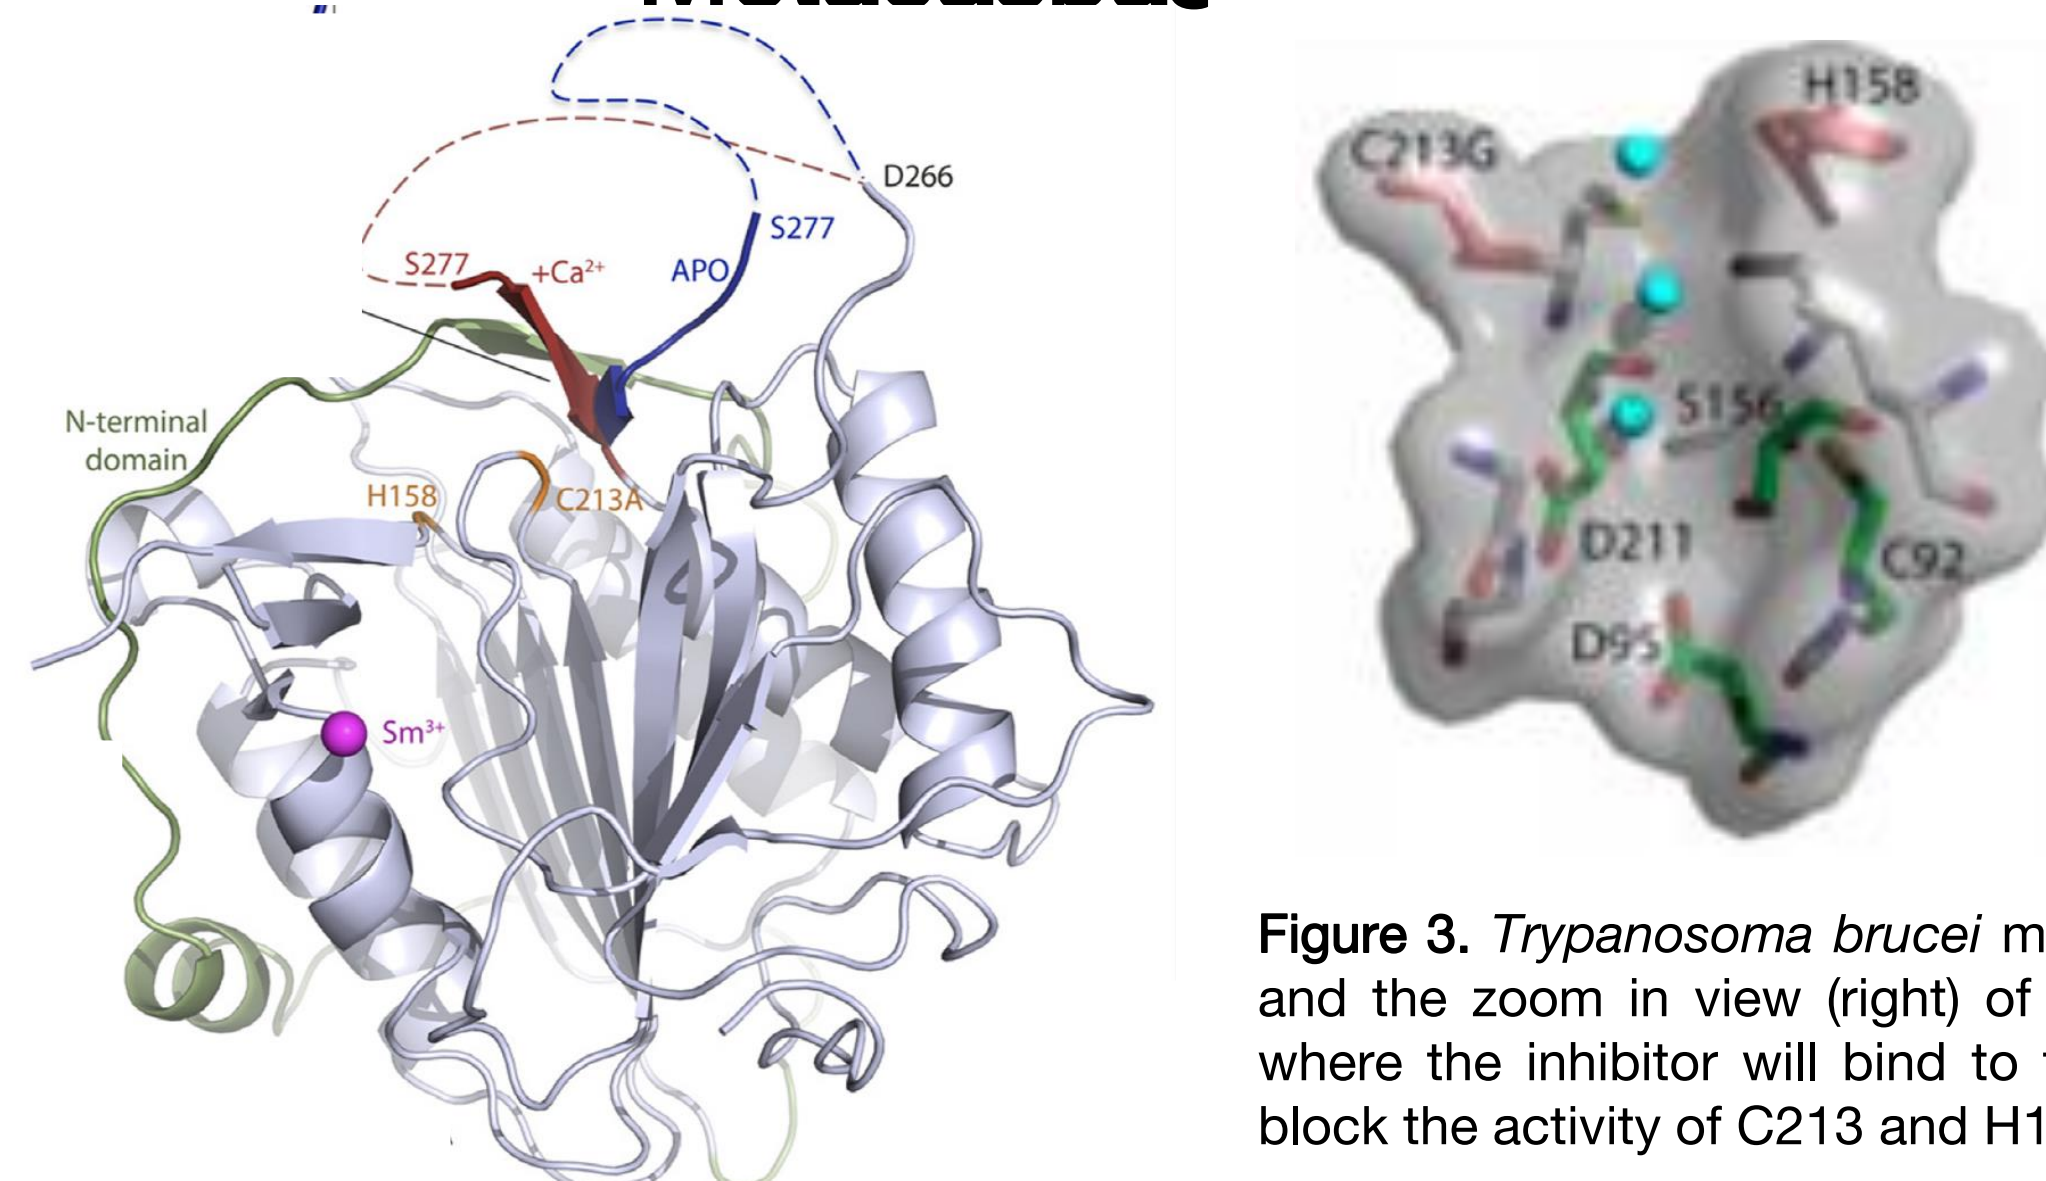 D266
S277
S277
+Ca²⁺
APO
N-terminal
domain
H158
C213A
Sm³⁺
H158
C213G
S156
D211
C92
D95
Figure 3. Trypanosoma brucei
and the zoom in view (right) of
where the inhibitor will bind to
block the activity of C213 and